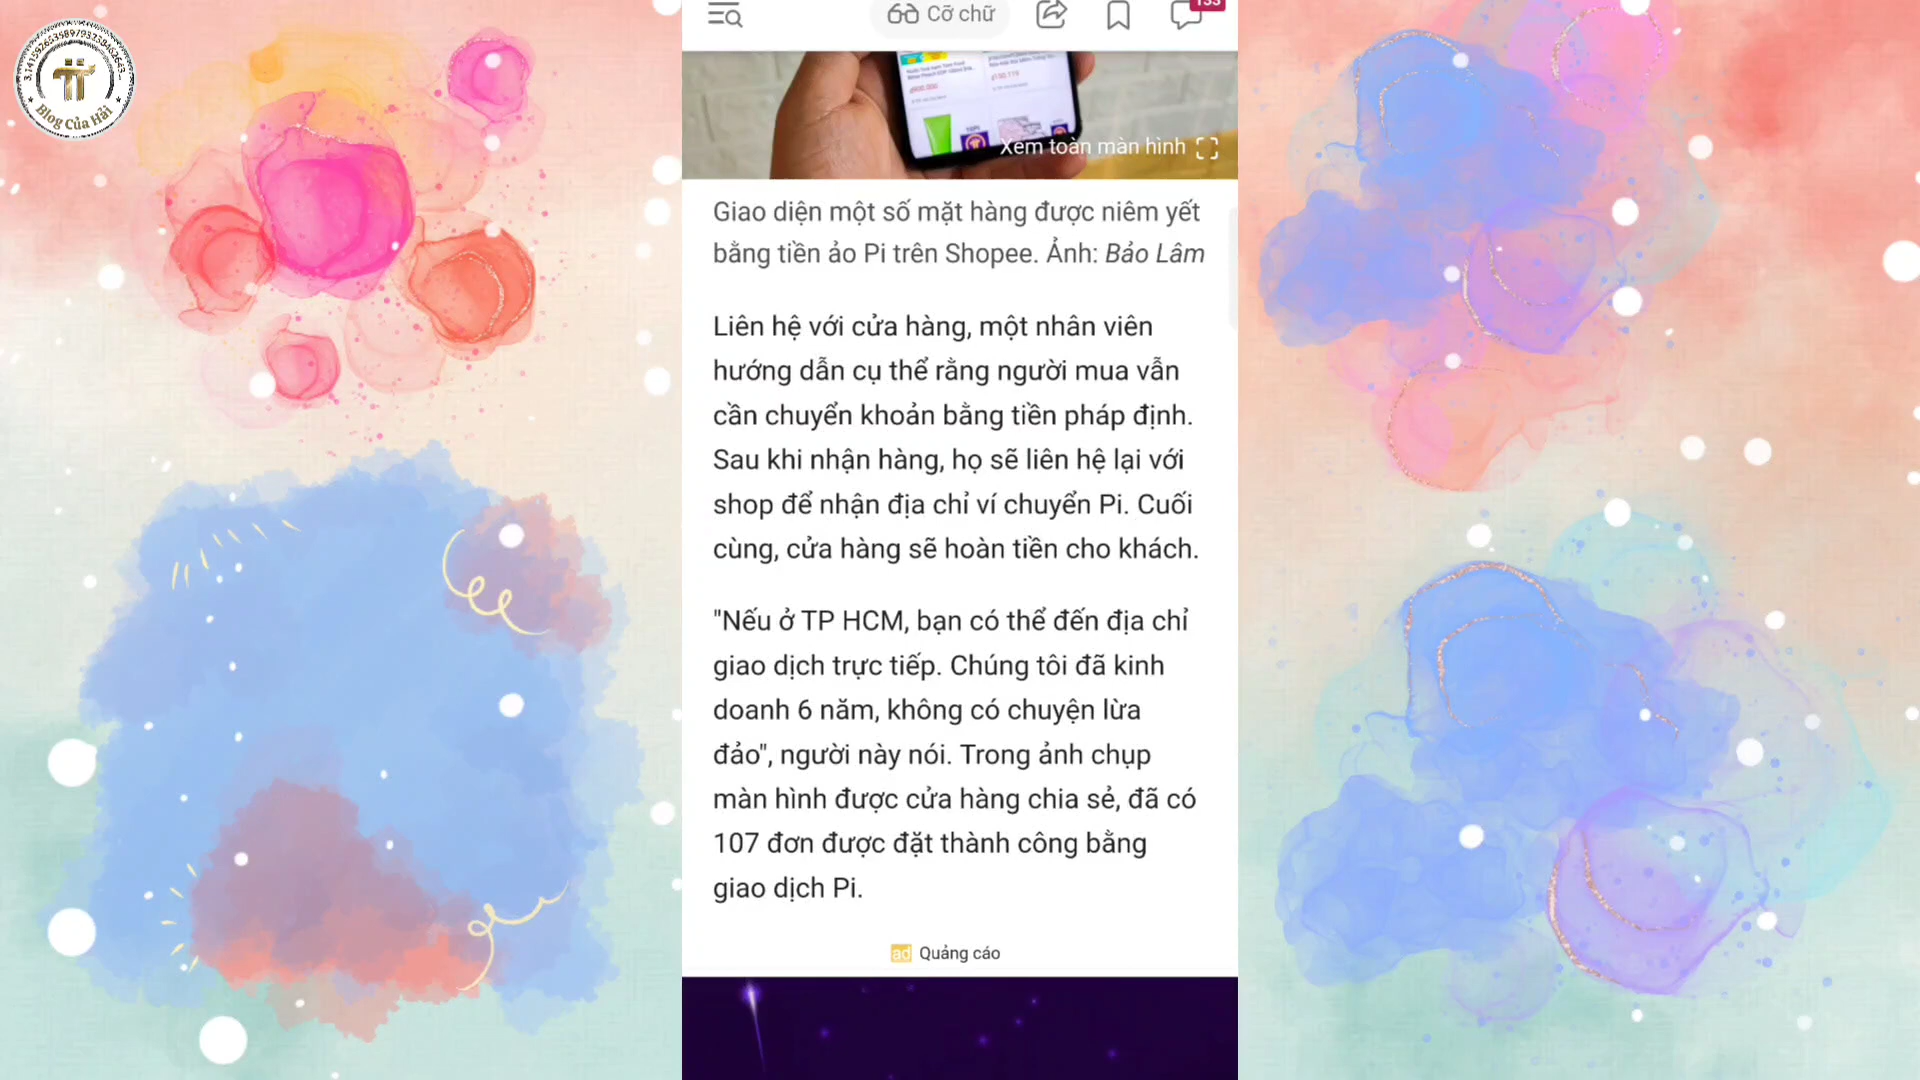 3.14159265358979323846264 3...
Blog Của Hải
Cỡ chữ
133
Xem toàn màn hình
Giao diện một số mặt hàng được niêm yết
bằng tiền ảo Pi trên Shopee. Ảnh: Bảo Lâm
Liên hệ với cửa hàng, một nhân viên
hướng dẫn cụ thể rằng người mua vẫn
cần chuyển khoản bằng tiền pháp định.
Sau khi nhận hàng, họ sẽ liên hệ lại với
shop để nhận địa chỉ ví chuyển Pi. Cuối
cùng, cửa hàng sẽ hoàn tiền cho khách.
"Nếu ở TP HCM, bạn có thể đến địa chỉ
giao dịch trực tiếp. Chúng tôi đã kinh
doanh 6 năm, không có chuyện lừa
đảo", người này nói. Trong ảnh chụp
màn hình được cửa hàng chia sẻ, đã có
107 đơn được đặt thành công bằng
giao dịch Pi.
ad Quảng cáo